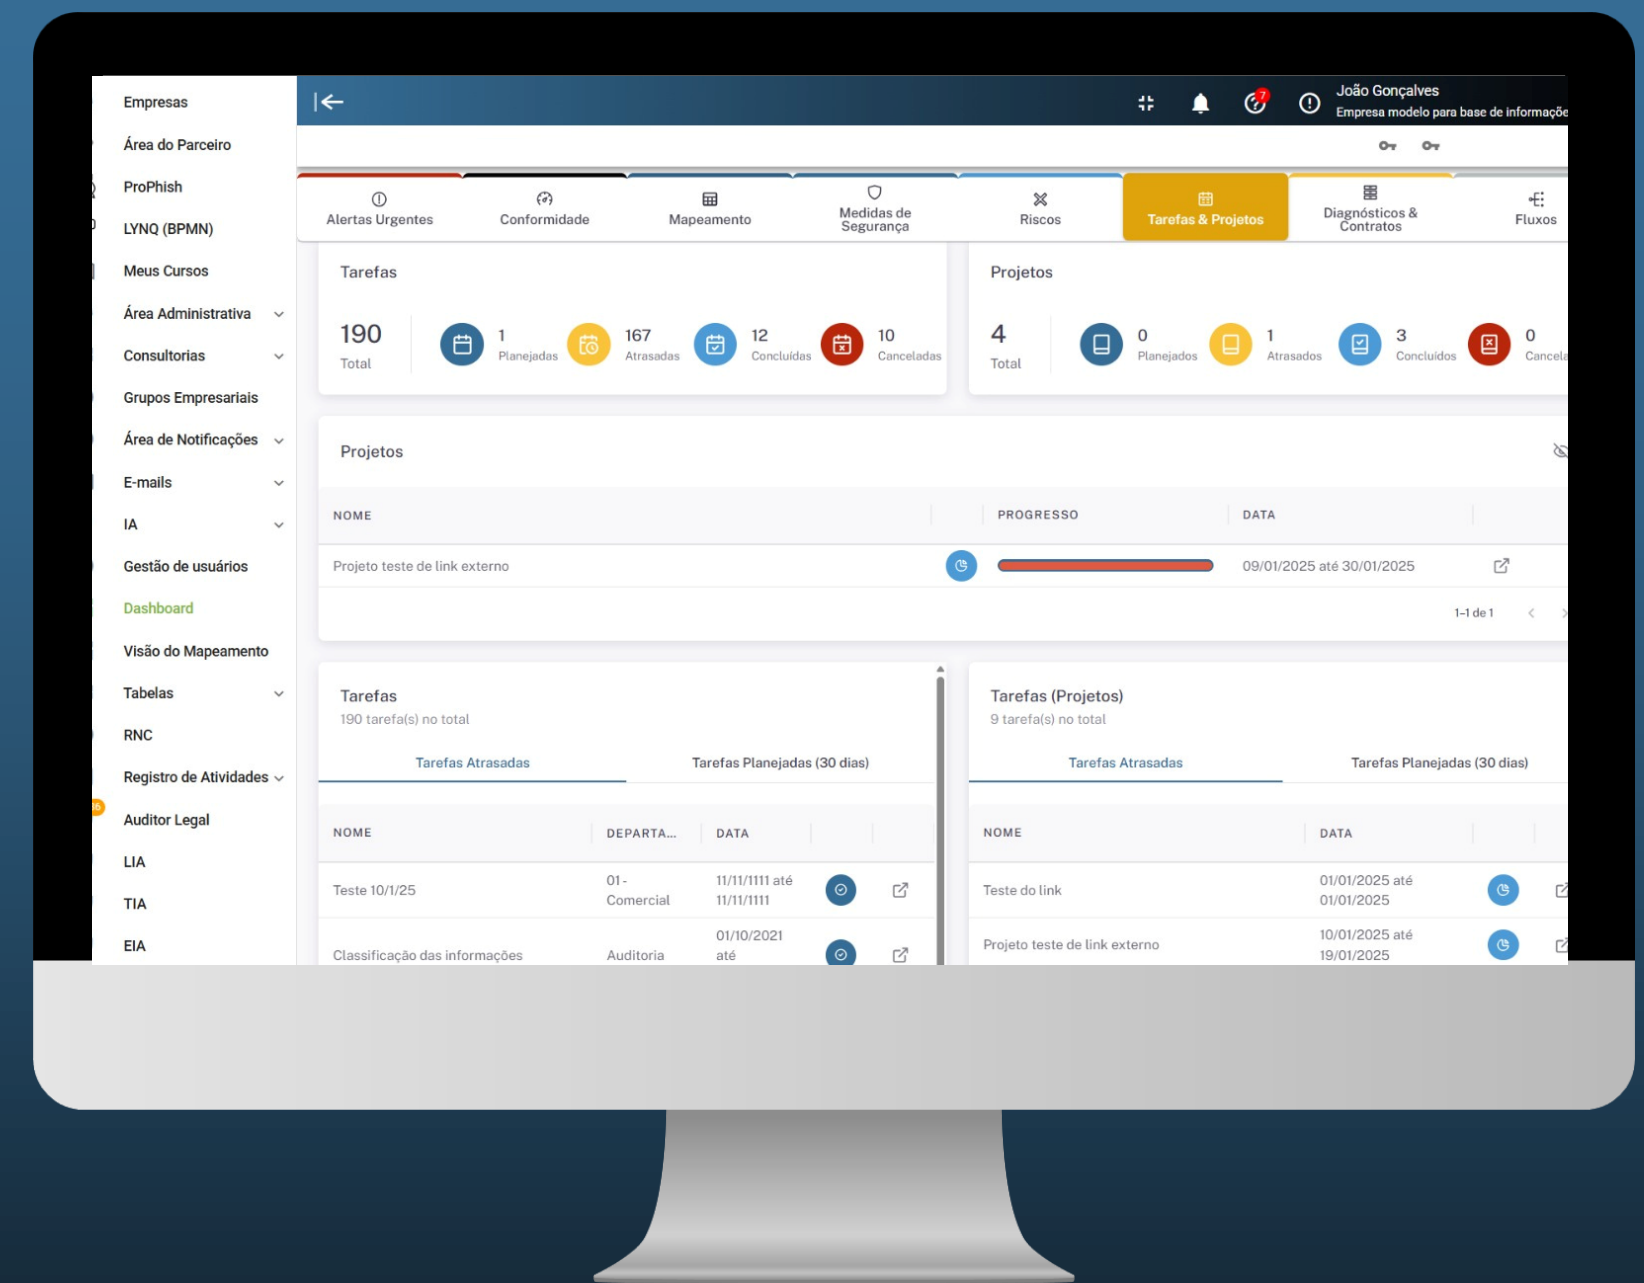 Empresas
Área do Parceiro
ProPhish
LYNQ (BPMN)
Meus Cursos
Área Administrativa
Consultorias
Grupos Empresariais
Área de Notificações
E-mails
IA
Gestão de usuários
Dashboard
Visão do Mapeamento
Tabelas
RNC
Registro de Atividades
Auditor Legal
LIA
TIA
EIA
7
João Gonçalves
Empresa modelo para base de informaçõe
Alertas Urgentes
Conformidade
Mapeamento
Medidas de
Segurança
Riscos
Tarefas & Projetos
Diagnósticos &
Contratos
Fluxos
Tarefas
190
Total
1
Planejadas
167
Atrasadas
12
Concluídas
10
Canceladas
Projetos
4
Total
0
Planejados
1
Atrasados
3
Concluídos
0
Cancela
Projetos
NOME
PROGRESSO
DATA
Projeto teste de link externo
09/01/2025 até 30/01/2025
1–1 de 1
Tarefas
190 tarefa(s) no total
Tarefas Atrasadas
Tarefas Planejadas (30 dias)
NOME
DEPARTA...
DATA
Teste 10/1/25
01 -
Comercial
11/11/1111 até
11/11/1111
Classificação das informações
Auditoria
01/10/2021
até
Tarefas (Projetos)
9 tarefa(s) no total
Tarefas Atrasadas
Tarefas Planejadas (30 dias)
NOME
DATA
Teste do link
01/01/2025 até
01/01/2025
Projeto teste de link externo
10/01/2025 até
19/01/2025